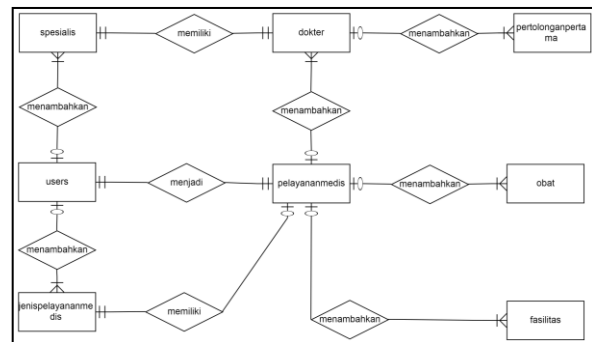 spesialis
memiliki
dokter
menambahkan
pertolonganperta
ma
menambahkan
menambahkan
users
menjadi
pelayananmedis
menambahkan
obat
menambahkan
jenispelayananme
dis
memiliki
menambahkan
fasilitas